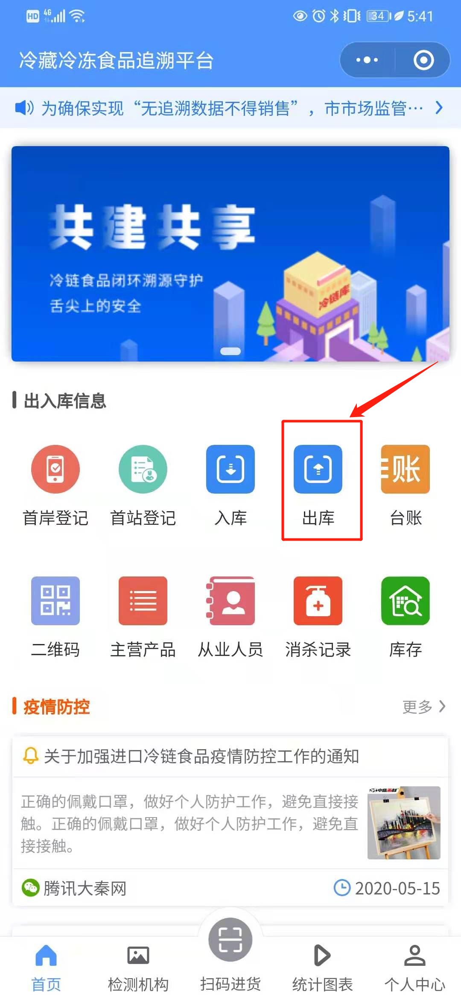 HD 4G 34 5:41
冷藏冷冻食品追溯平台
为确保实现“无追溯数据不得销售”，市市场监管…
共建共享
冷链食品闭环溯源守护
舌尖上的安全
冷链库
出入库信息
账
首岸登记 首站登记 入库 出库 台账
二维码 主营产品 从业人员 消杀记录 库存
疫情防控 更多
关于加强进口冷链食品疫情防控工作的通知
正确的佩戴口罩，做好个人防护工作，避免直接接
触。正确的佩戴口罩，做好个人防护工作，避免直
接接触。
中盛画材
腾讯大秦网 2020-05-15
首页 检测机构 扫码进货 统计图表 个人中心